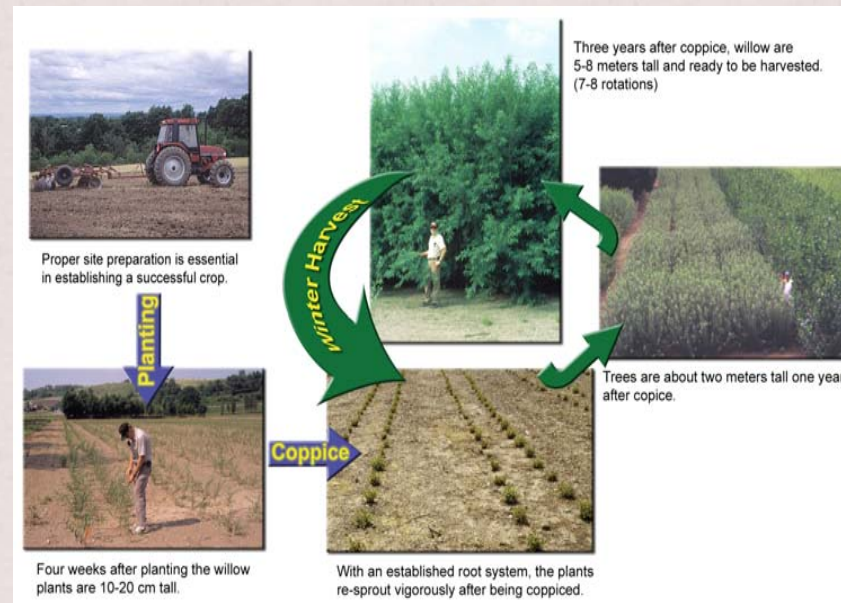 Three years after coppice, willow are
5-8 meters tall and ready to be harvested.
(7-8 rotations)
Proper site preparation is essential
in establishing a successful crop.
Winter Harvest
Planting
Trees are about two meters tall one year
after copice.
Coppice
Four weeks after planting the willow
plants are 10-20 cm tall.
With an established root system, the plants
re-sprout vigorously after being coppiced.